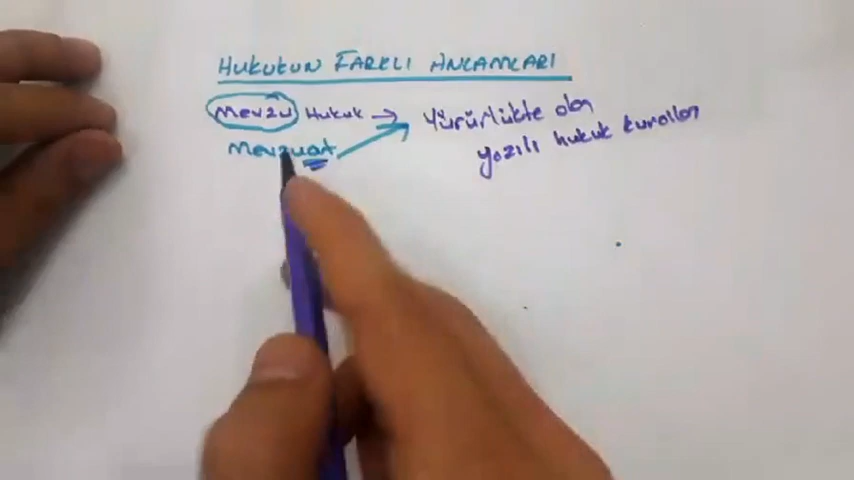 HUKUKUN FARKLI ANLAMLARI
Mevzu Hukuk → Yürürlükte olan
Mevzuat yazılı hukuk kuralları